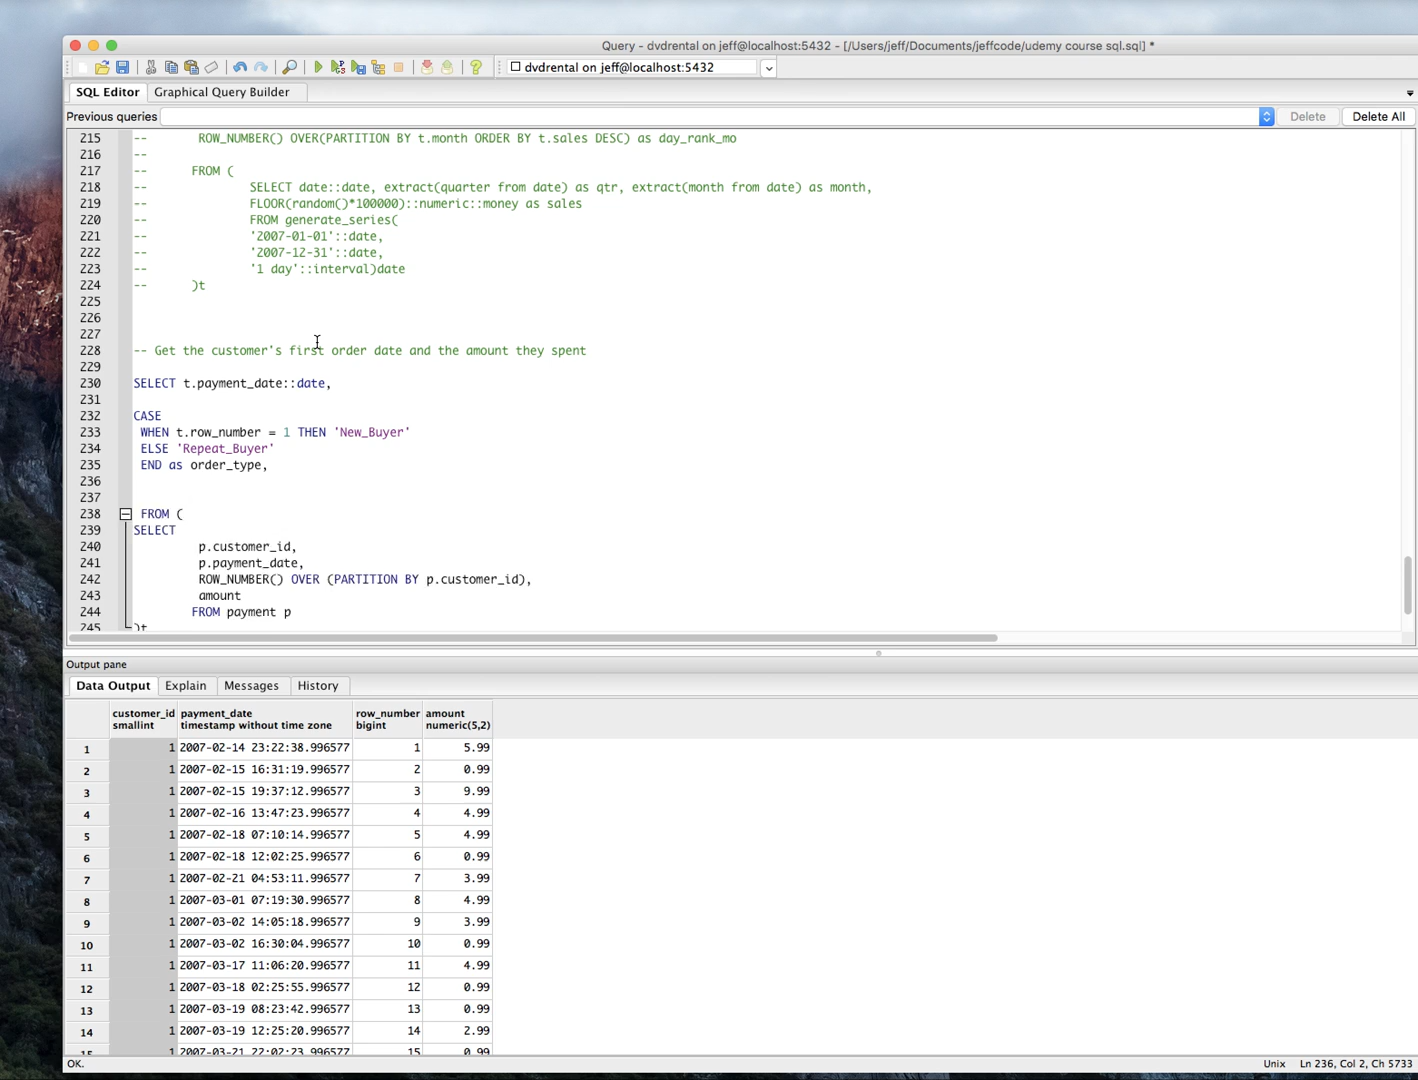 Query - dvdrental on jeff@localhost:5432 - [/Users/jeff/Documents/jeffcode/udemy course sql.sql] *
dvdrental on jeff@localhost:5432
SQL Editor Graphical Query Builder
Previous queries Delete Delete All
215 -- ROW_NUMBER() OVER(PARTITION BY t.month ORDER BY t.sales DESC) as day_rank_mo
216 --
217 -- FROM (
218 -- SELECT date::date, extract(quarter from date) as qtr, extract(month from date) as month,
219 -- FLOOR(random()*100000)::numeric::money as sales
220 -- FROM generate_series(
221 -- '2007-01-01'::date,
222 -- '2007-12-31'::date,
223 -- '1 day'::interval)date
224 -- )t
225
226
227
228 -- Get the customer's first order date and the amount they spent
229
230 SELECT t.payment_date::date,
231
232 CASE
233 WHEN t.row_number = 1 THEN 'New_Buyer'
234 ELSE 'Repeat_Buyer'
235 END as order_type,
236
237
238 FROM (
239 SELECT
240 p.customer_id,
241 p.payment_date,
242 ROW_NUMBER() OVER (PARTITION BY p.customer_id),
243 amount
244 FROM payment p
245 )t
Output pane
Data Output Explain Messages History
customer_id payment_date row_number amount
smallint timestamp without time zone bigint numeric(5,2)
1 1 2007-02-14 23:22:38.996577 1 5.99
2 1 2007-02-15 16:31:19.996577 2 0.99
3 1 2007-02-15 19:37:12.996577 3 9.99
4 1 2007-02-16 13:47:23.996577 4 4.99
5 1 2007-02-18 07:10:14.996577 5 4.99
6 1 2007-02-18 12:02:25.996577 6 0.99
7 1 2007-02-21 04:53:11.996577 7 3.99
8 1 2007-03-01 07:19:30.996577 8 4.99
9 1 2007-03-02 14:05:18.996577 9 3.99
10 1 2007-03-02 16:30:04.996577 10 0.99
11 1 2007-03-17 11:06:20.996577 11 4.99
12 1 2007-03-18 02:25:55.996577 12 0.99
13 1 2007-03-19 08:23:42.996577 13 0.99
14 1 2007-03-19 12:25:20.996577 14 2.99
15 1 2007-03-21 22:02:23.996577 15 0.99
OK. Unix Ln 236, Col 2, Ch 5733